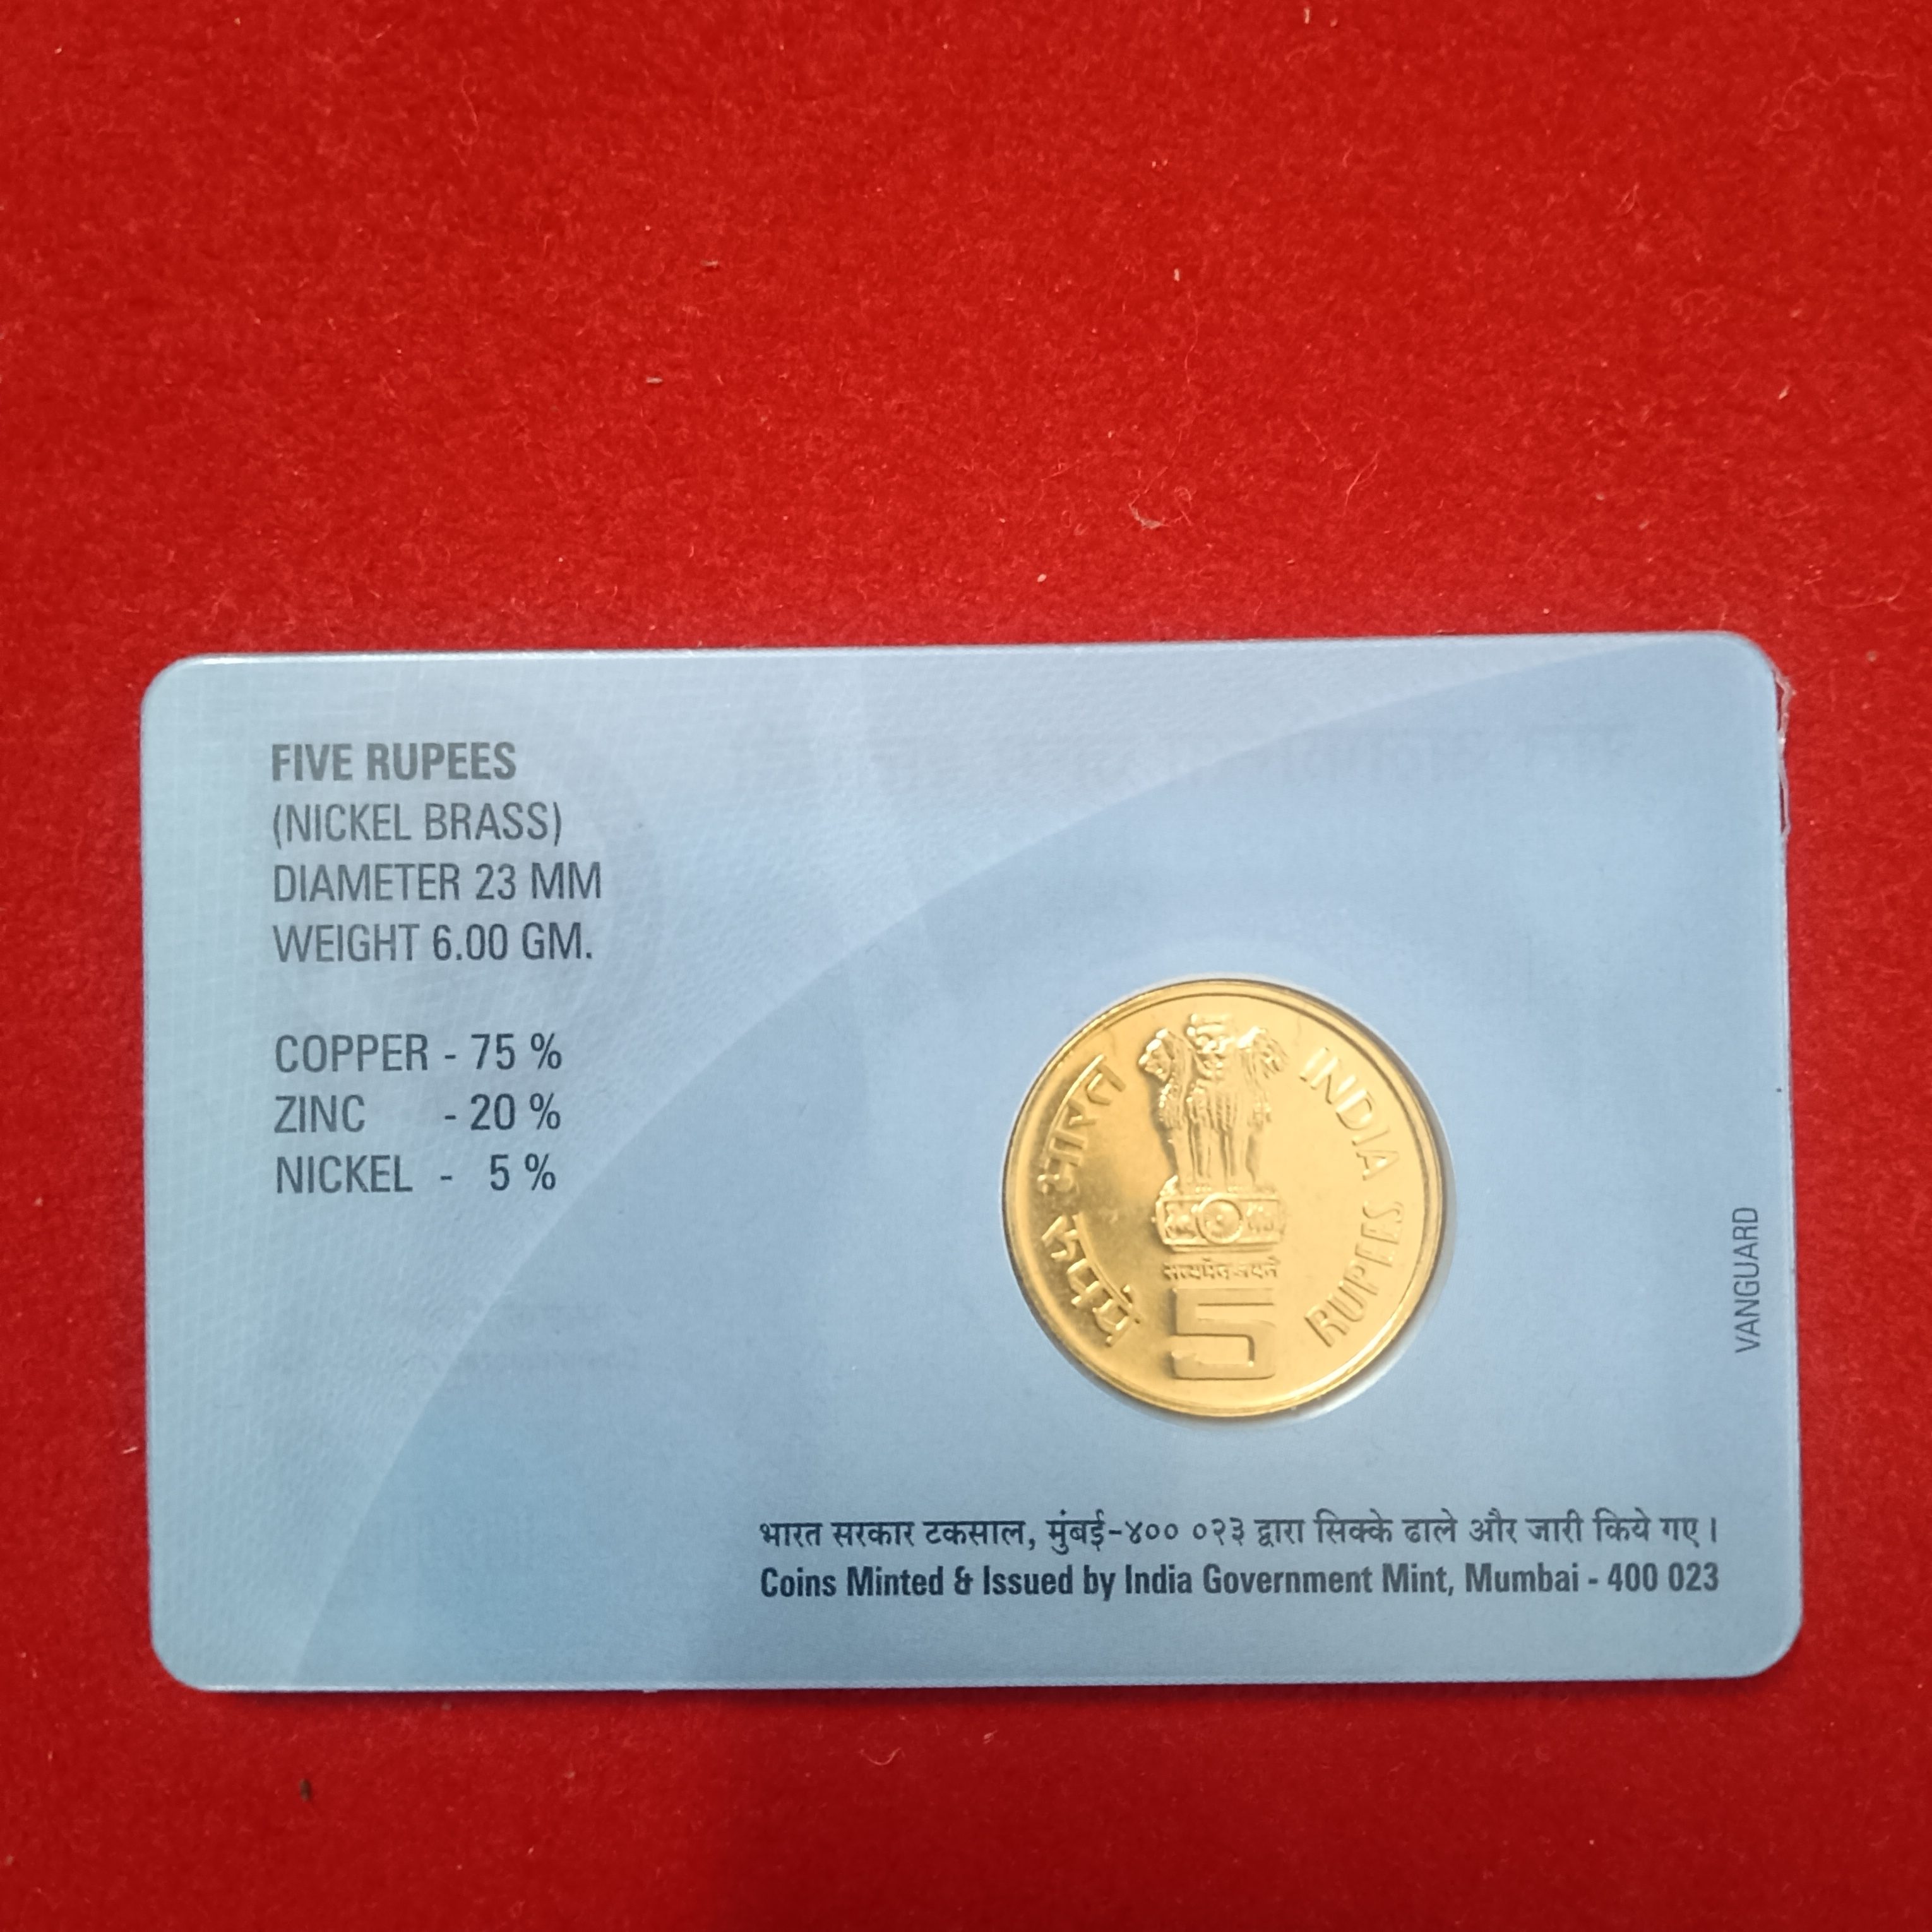 FIVE RUPEES
(NICKEL BRASS)
DIAMETER 23 MM
WEIGHT 6.00 GM.
COPPER - 75 %
ZINC - 20 %
NICKEL - 5 %
भारत
INDIA
रूपये
RUPEES
सत्यमेव जयते
5
VANGUARD
भारत सरकार टकसाल, मुंबई-४०० ०२३ द्वारा सिक्के ढाले और जारी किये गए।
Coins Minted & Issued by India Government Mint, Mumbai - 400 023